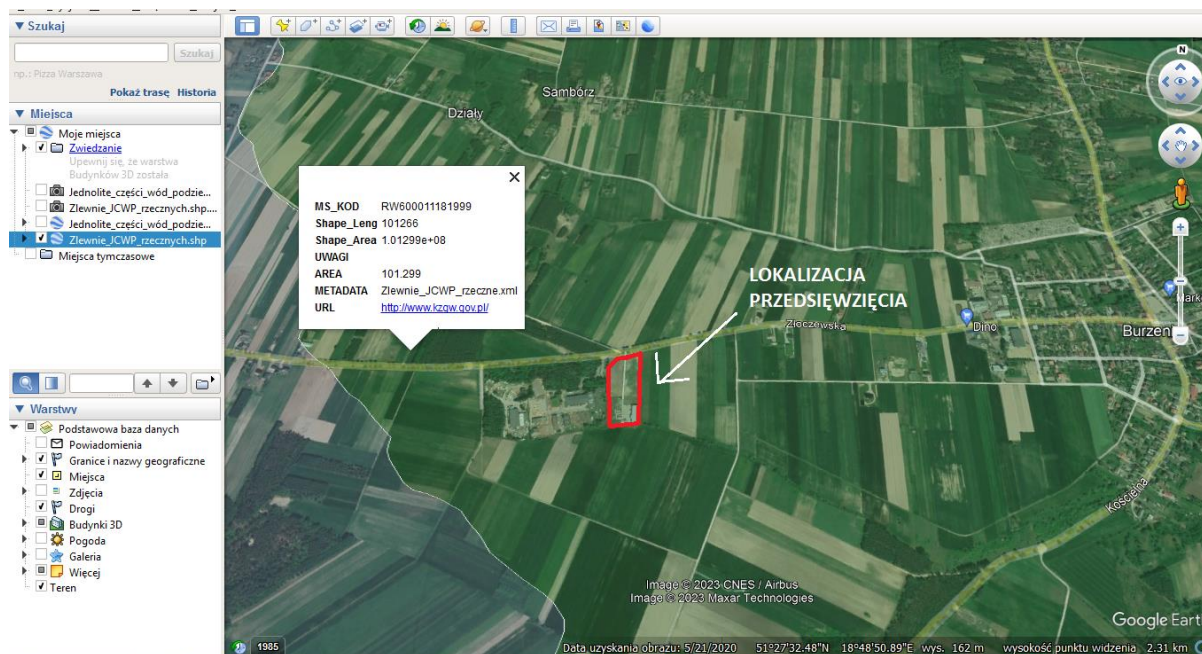 Szukaj
Szukaj
np.: Pizza Warszawa
Pokaż trasę Historia
Miejsca
Moje miejsca
Zwiedzanie
Upewnij się, że warstwa
Budynków 3D została
Jednolite_części_wód_podzie...
Zlewnie_JCWP_rzecznych.shp....
Jednolite_części_wód_podzie...
Zlewnie_JCWP_rzecznych.shp
Miejsca tymczasowe
Warstwy
Podstawowa baza danych
Powiadomienia
Granice i nazwy geograficzne
Miejsca
Zdjęcia
Drogi
Budynki 3D
Pogoda
Galeria
Więcej
Teren
Sambórz
Działy
MS_KOD RW600011181999
Shape_Leng 101266
Shape_Area 1.01299e+08
UWAGI
AREA 101.299
METADATA Zlewnie_JCWP_rzeczne.xml
URL http://www.kzgw.gov.pl/
LOKALIZACJA
PRZEDSIĘWZIĘCIA
Złoczewska
Dino
Mark
Burzen
Kościelna
N
Image © 2023 CNES / Airbus
Image © 2023 Maxar Technologies
Google Eart
1985
Data uzyskania obrazu: 5/21/2020 51°27'32.48"N 18°48'50.89"E wys. 162 m wysokość punktu widzenia 2.31 km